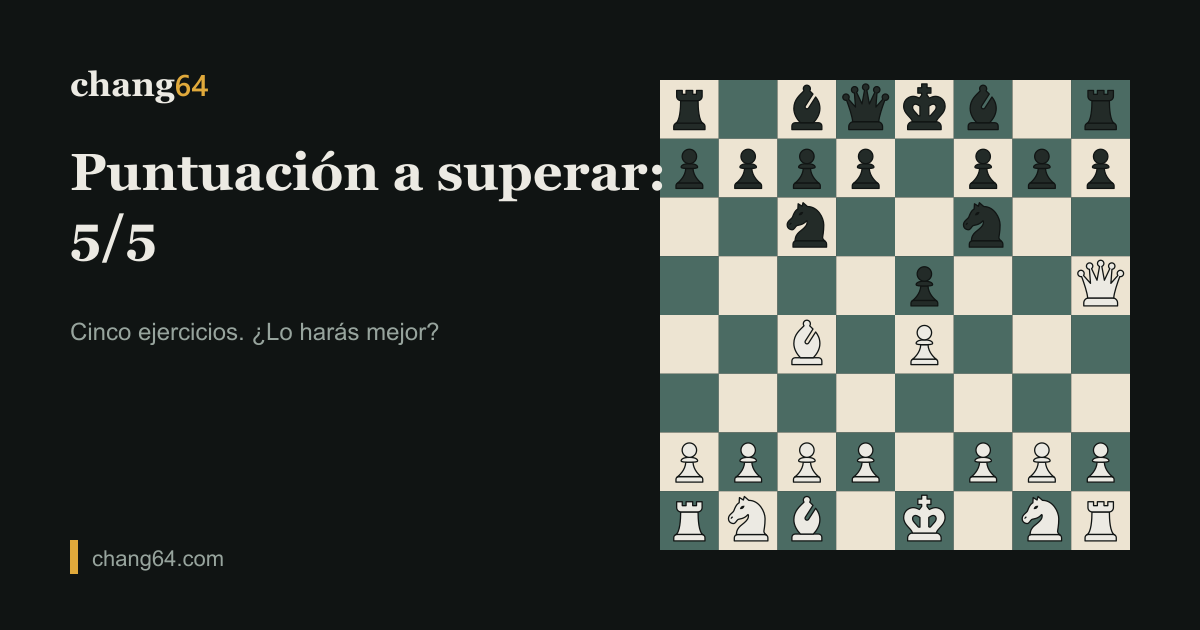 chang64
Puntuación a superar:
5/5
Cinco ejercicios. ¿Lo harás mejor?
chang64.com